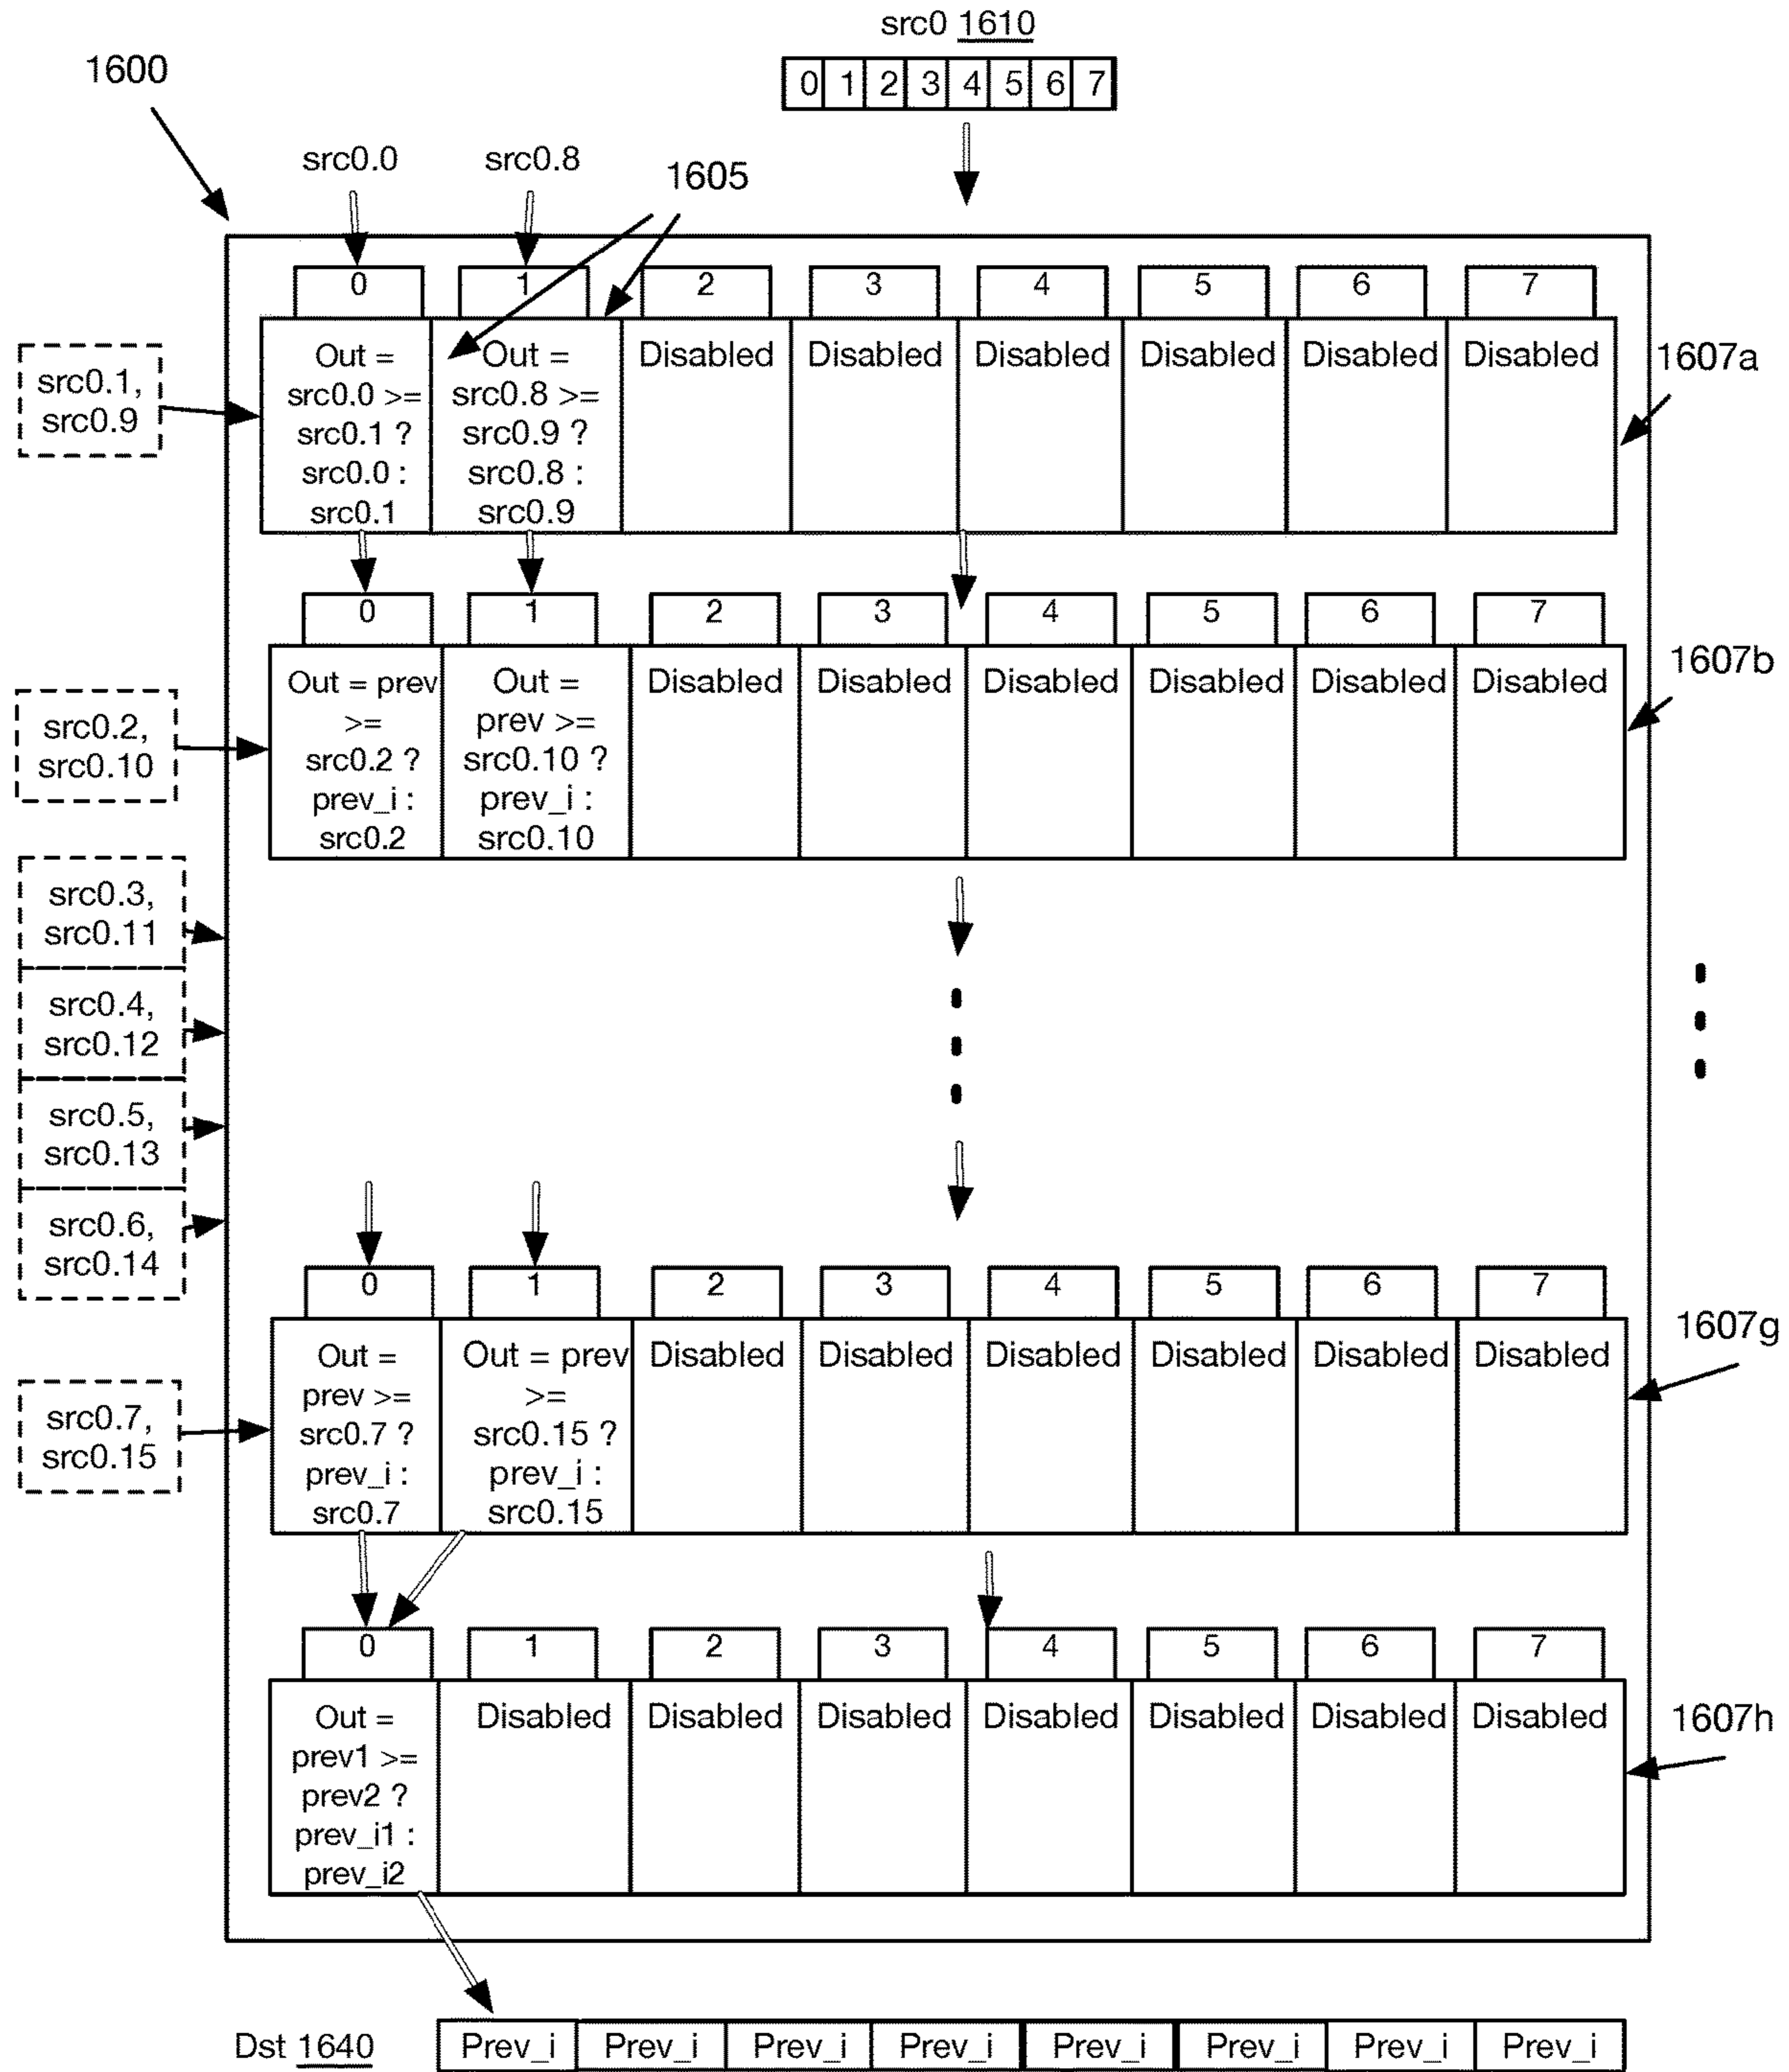 src0 1610
0 1 2 3 4 5 6 7
1600
src0.0 src0.8
1605
0 1 2 3 4 5 6 7
src0.1,
src0.9
Out =
src0.0 >=
src0.1 ?
src0.0 :
src0.1
Out =
src0.8 >=
src0.9 ?
src0.8 :
src0.9
Disabled Disabled Disabled Disabled Disabled Disabled
1607a
0 1 2 3 4 5 6 7
src0.2,
src0.10
Out = prev
>=
src0.2 ?
prev_i :
src0.2
Out =
prev >=
src0.10 ?
prev_i :
src0.10
Disabled Disabled Disabled Disabled Disabled Disabled
1607b
src0.3,
src0.11
src0.4,
src0.12
src0.5,
src0.13
src0.6,
src0.14
0 1 2 3 4 5 6 7
src0.7,
src0.15
Out =
prev >=
src0.7 ?
prev_i :
src0.7
Out = prev
>=
src0.15 ?
prev_i :
src0.15
Disabled Disabled Disabled Disabled Disabled Disabled
1607g
0 1 2 3 4 5 6 7
Out =
prev1 >=
prev2 ?
prev_i1 :
prev_i2
Disabled Disabled Disabled Disabled Disabled Disabled Disabled
1607h
Dst 1640
Prev_i Prev_i Prev_i Prev_i Prev_i Prev_i Prev_i Prev_i